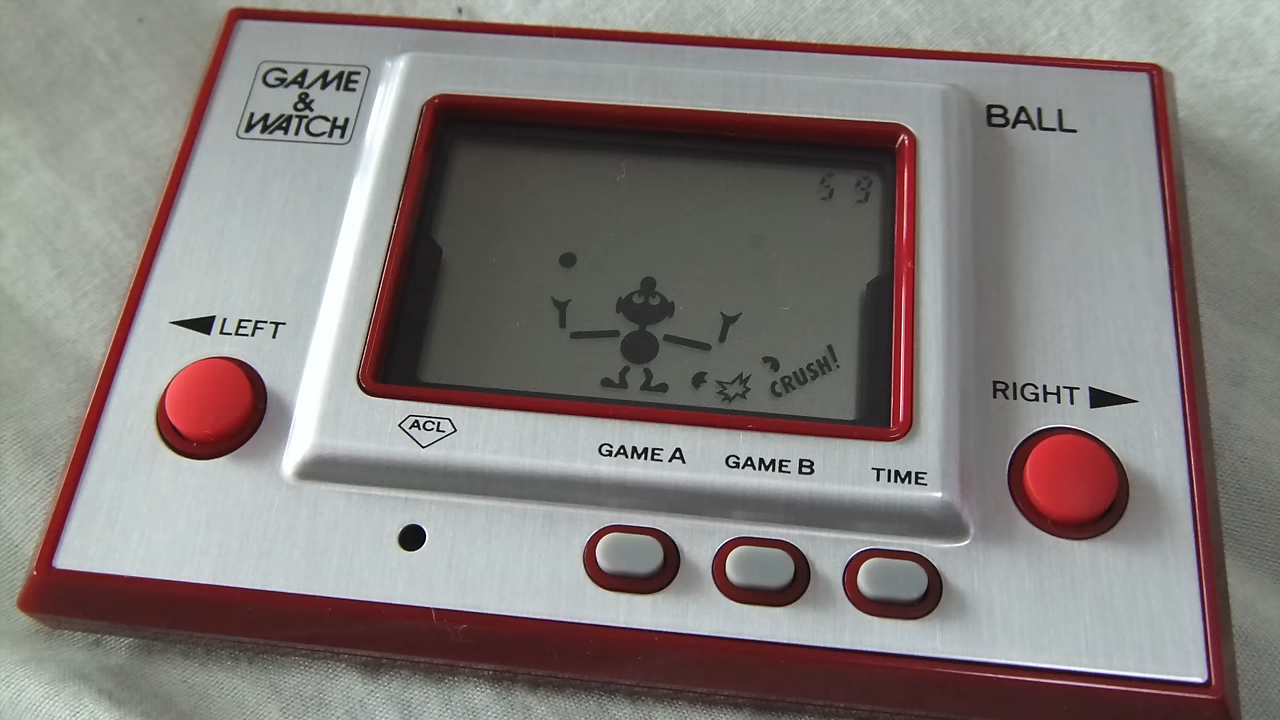 GAME
&
WATCH
BALL
59
LEFT
CRUSH!
RIGHT
ACL
GAME A
GAME B
TIME